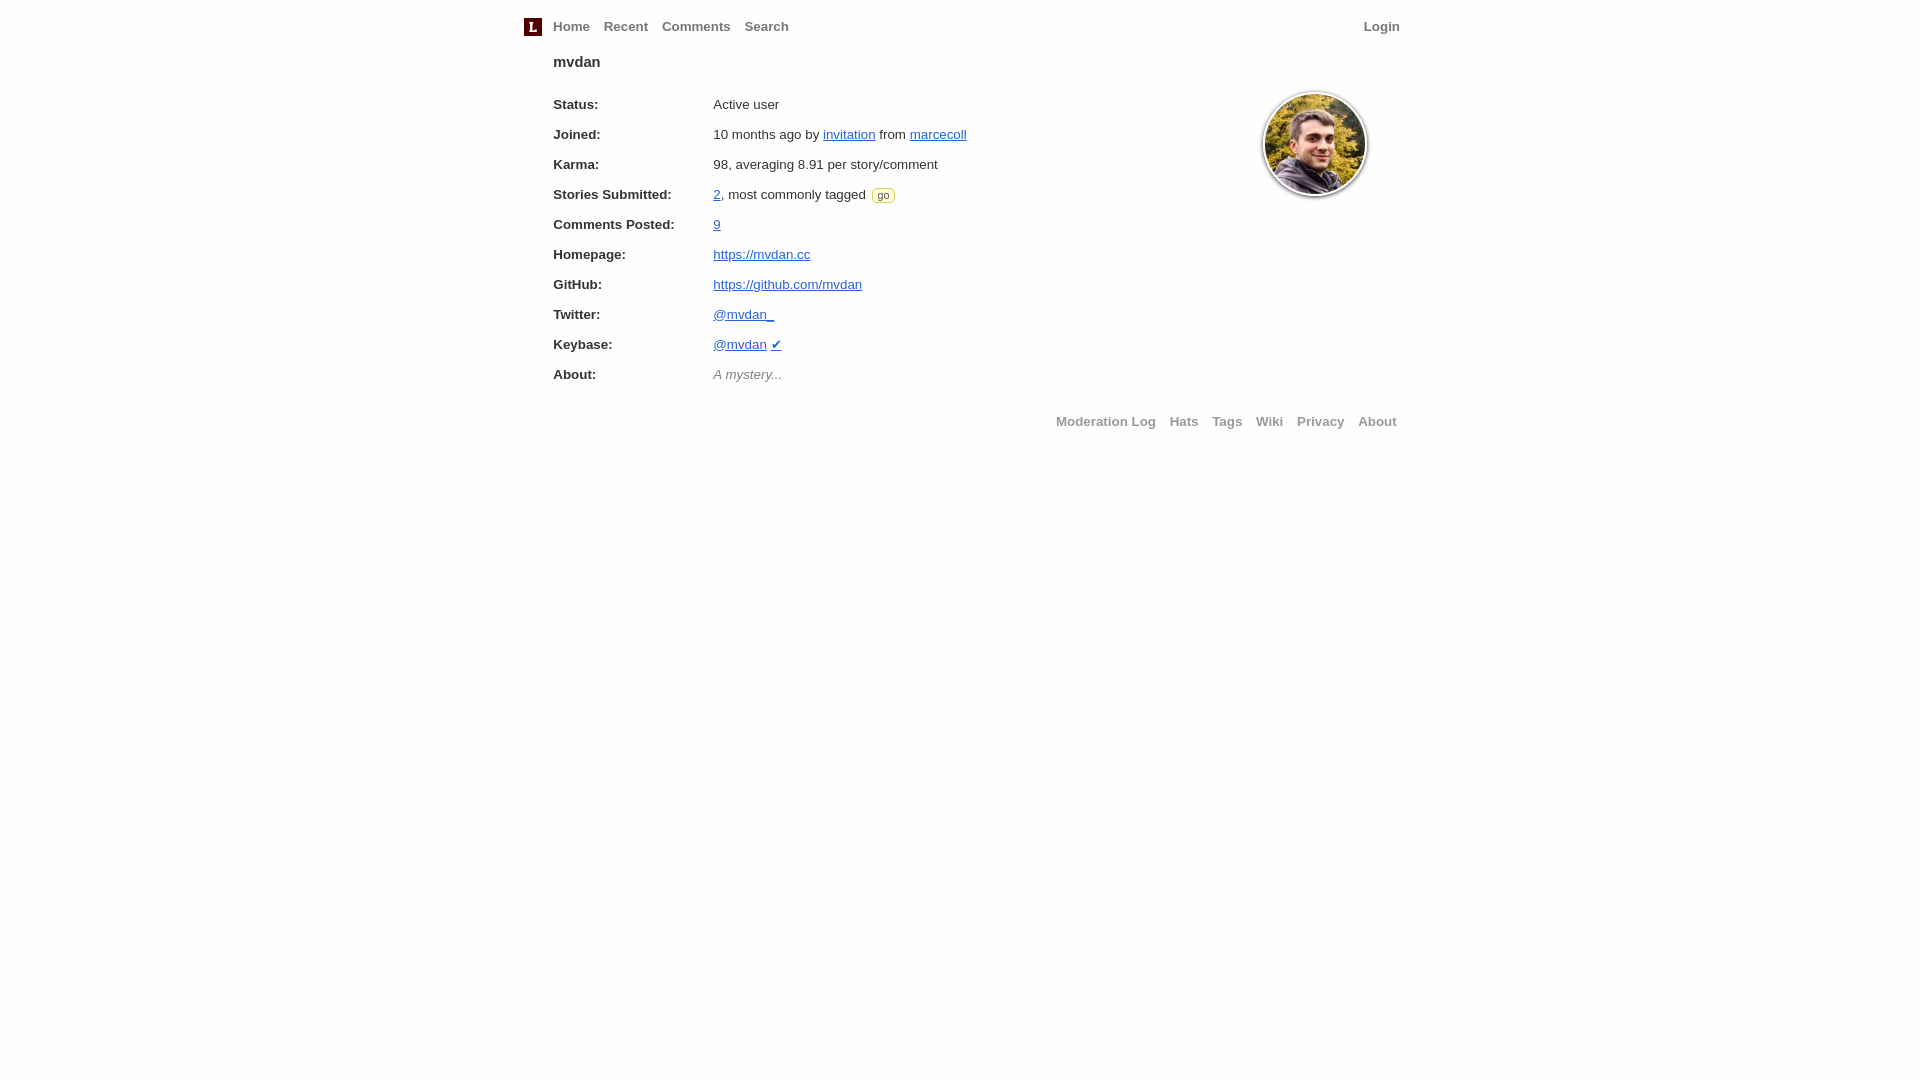 L Home Recent Comments Search Login
mvdan
Status: Active user
Joined: 10 months ago by invitation from marcecoll
Karma: 98, averaging 8.91 per story/comment
Stories Submitted: 2, most commonly tagged go
Comments Posted: 9
Homepage: https://mvdan.cc
GitHub: https://github.com/mvdan
Twitter: @mvdan_
Keybase: @mvdan ✔
About: A mystery...
Moderation Log Hats Tags Wiki Privacy About